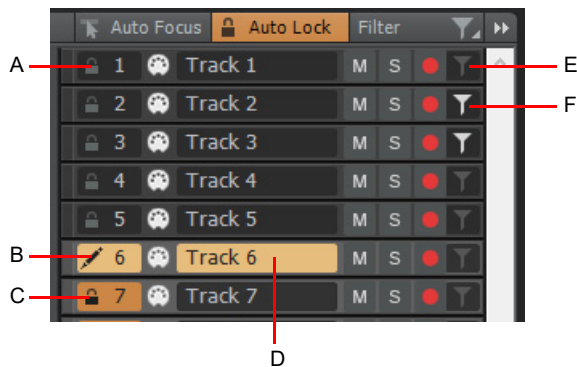 Auto Focus Auto Lock Filter
A 1 Track 1 M S E
2 Track 2 M S F
3 Track 3 M S
4 Track 4 M S
5 Track 5 M S
B 6 Track 6 M S
C 7 Track 7 M S
D